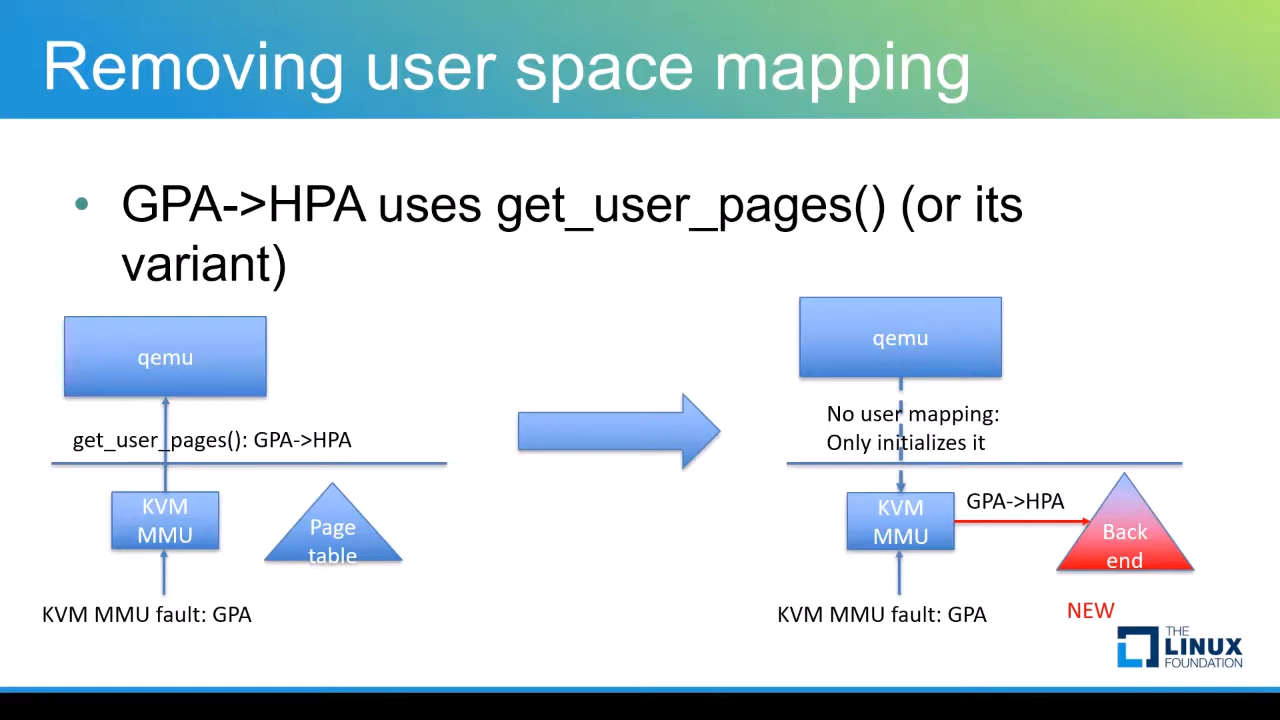 Removing user space mapping
• GPA->HPA uses get_user_pages() (or its
variant)
qemu
get_user_pages(): GPA->HPA
KVM
MMU
Page
table
KVM MMU fault: GPA
qemu
No user mapping:
Only initializes it
KVM
MMU
GPA->HPA
Back
end
KVM MMU fault: GPA
NEW
THE
LINUX
FOUNDATION